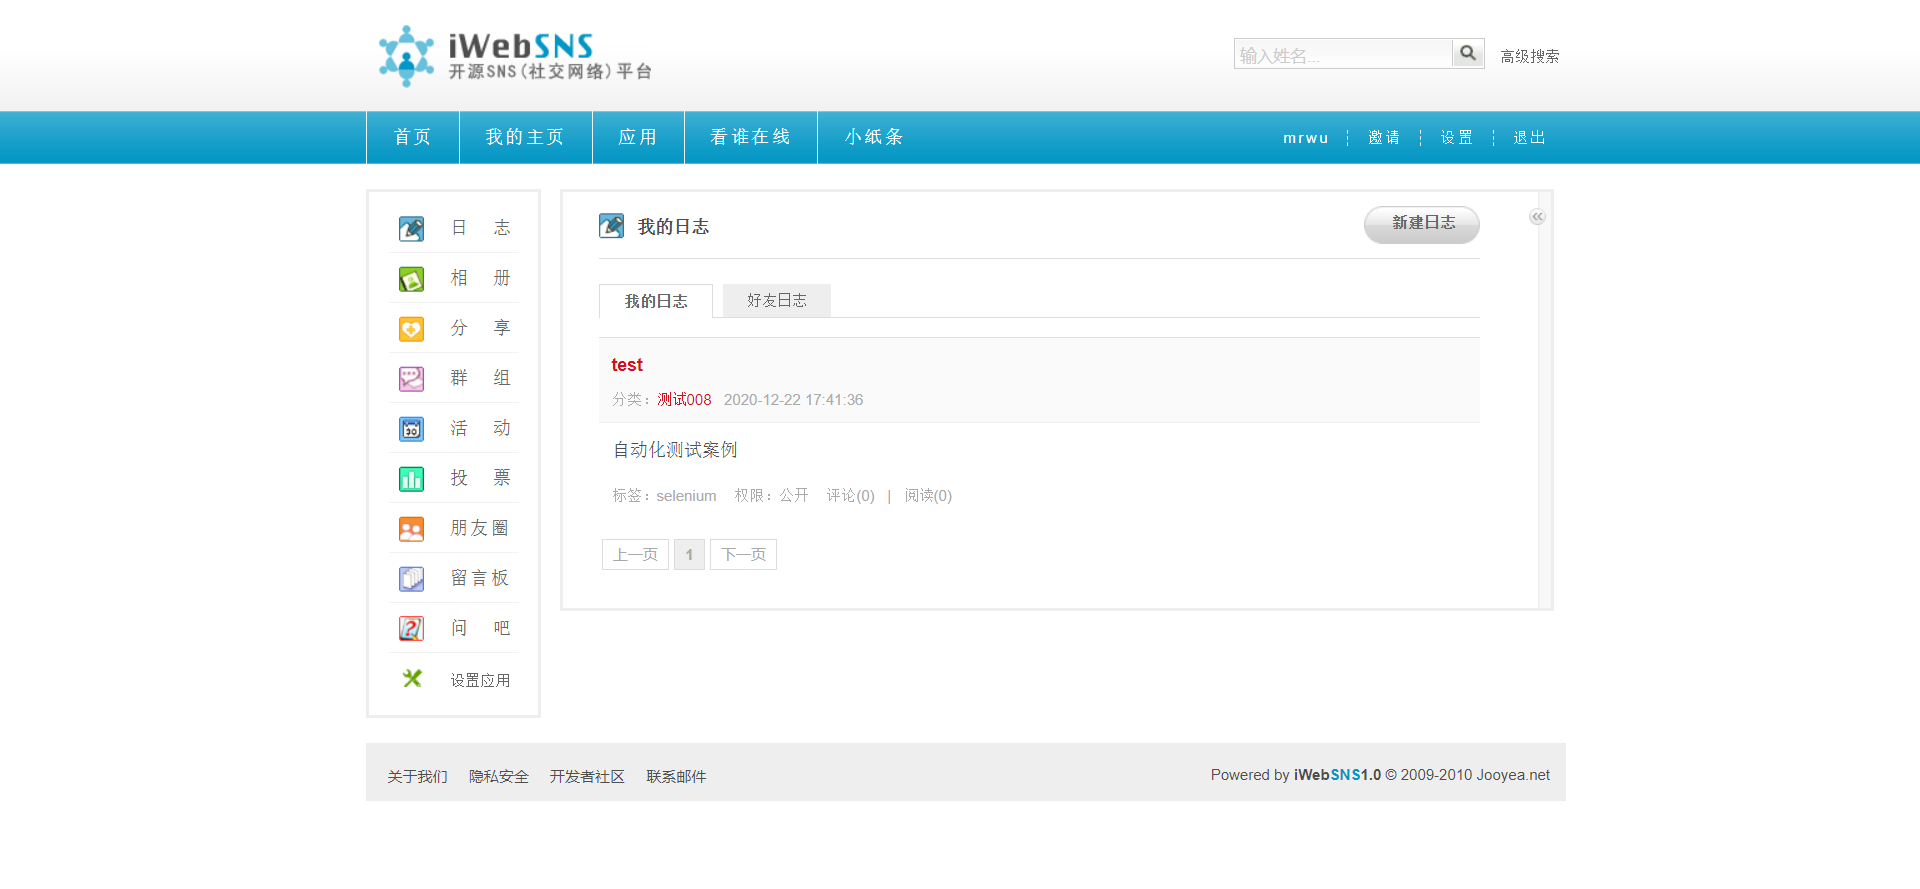 iWebSNS
开源SNS(社交网络)平台
输入姓名...
高级搜索
首页 我的主页 应用 看谁在线 小纸条 mrwu 邀请 设置 退出
日 志
相 册
分 享
群 组
活 动
投 票
朋友圈
留言板
问 吧
设置应用
我的日志
新建日志
我的日志 好友日志
test
分类：测试008 2020-12-22 17:41:36
自动化测试案例
标签：selenium 权限：公开 评论(0) | 阅读(0)
上一页 1 下一页
关于我们 隐私安全 开发者社区 联系邮件
Powered by iWebSNS1.0 © 2009-2010 Jooyea.net